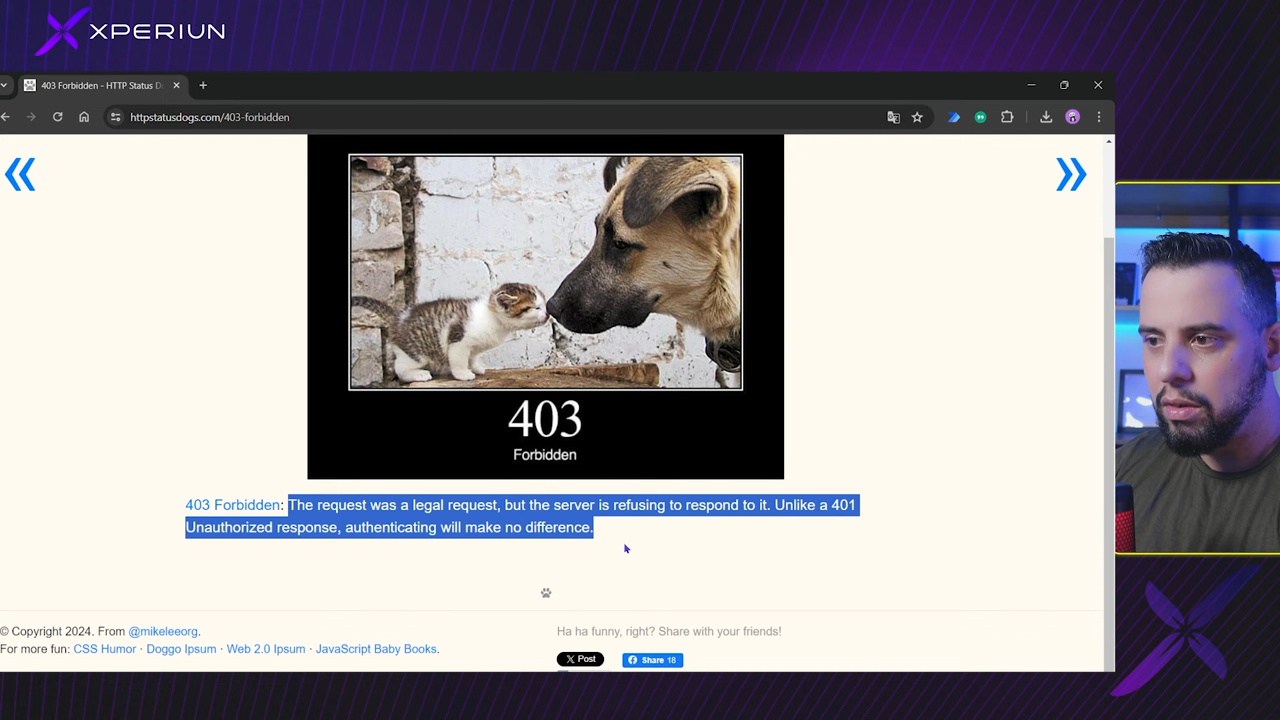 XPERIUN
403 Forbidden - HTTP Status D
httpstatusdogs.com/403-forbidden
403
Forbidden
403 Forbidden: The request was a legal request, but the server is refusing to respond to it. Unlike a 401
Unauthorized response, authenticating will make no difference.
© Copyright 2024. From @mikeleeorg.
For more fun: CSS Humor · Doggo Ipsum · Web 2.0 Ipsum · JavaScript Baby Books.
Ha ha funny, right? Share with your friends!
X Post
Share 18